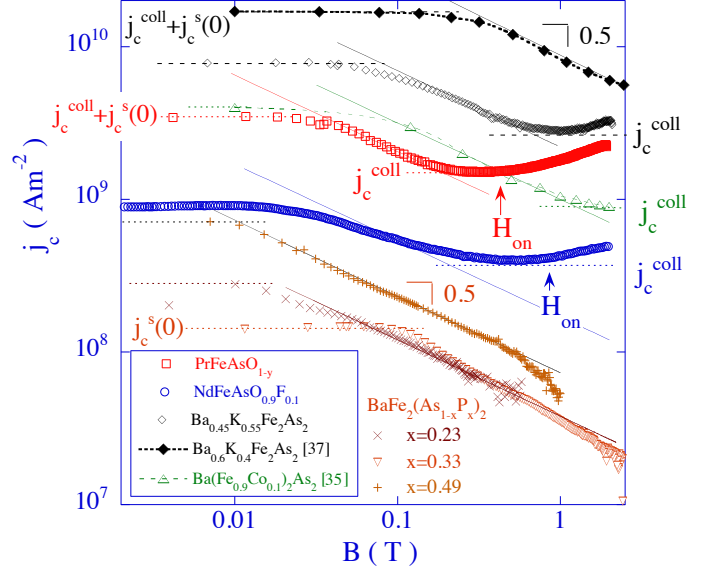 j_c^coll+j_c^s(0)
10^10
0.5
j_c^coll
j_c^coll+j_c^s(0)
j_c^coll
10^9
H_on
j_c^coll
j_c ( Am^-2)
j_c^coll
0.5
H_on
j_c^s(0)
10^8
PrFeAsO_1-y
NdFeAsO_0.9F_0.1
Ba_0.45K_0.55Fe_2As_2
Ba_0.6K_0.4Fe_2As_2 [37]
Ba(Fe_0.9Co_0.1)_2As_2 [35]
BaFe_2(As_1-xP_x)_2
x=0.23
x=0.33
x=0.49
10^7
0.01 0.1 1
B ( T )